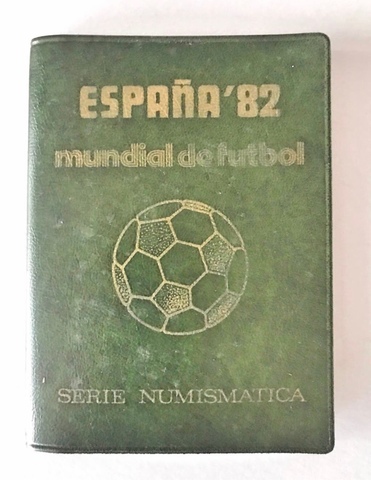 ESPAÑA'82
mundial de futbol
SERIE NUMISMATICA